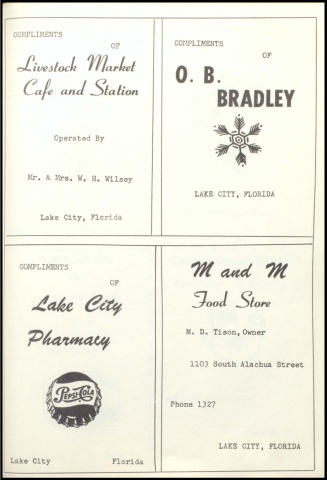 COMPLIMENTS
OF
Livestock Market
Cafe and Station
Operated By
Mr. & Mrs. W. H. Wilsey
Lake City, Florida
COMPLIMENTS
OF
O. B.
BRADLEY
LAKE CITY, FLORIDA
COMPLIMENTS
OF
Lake City
Pharmacy
PEPSI-COLA
Lake City Florida
M and M
Food Store
M. D. Tison, Owner
1103 South Alachua Street
Phone 1327
LAKE CITY, FLORIDA